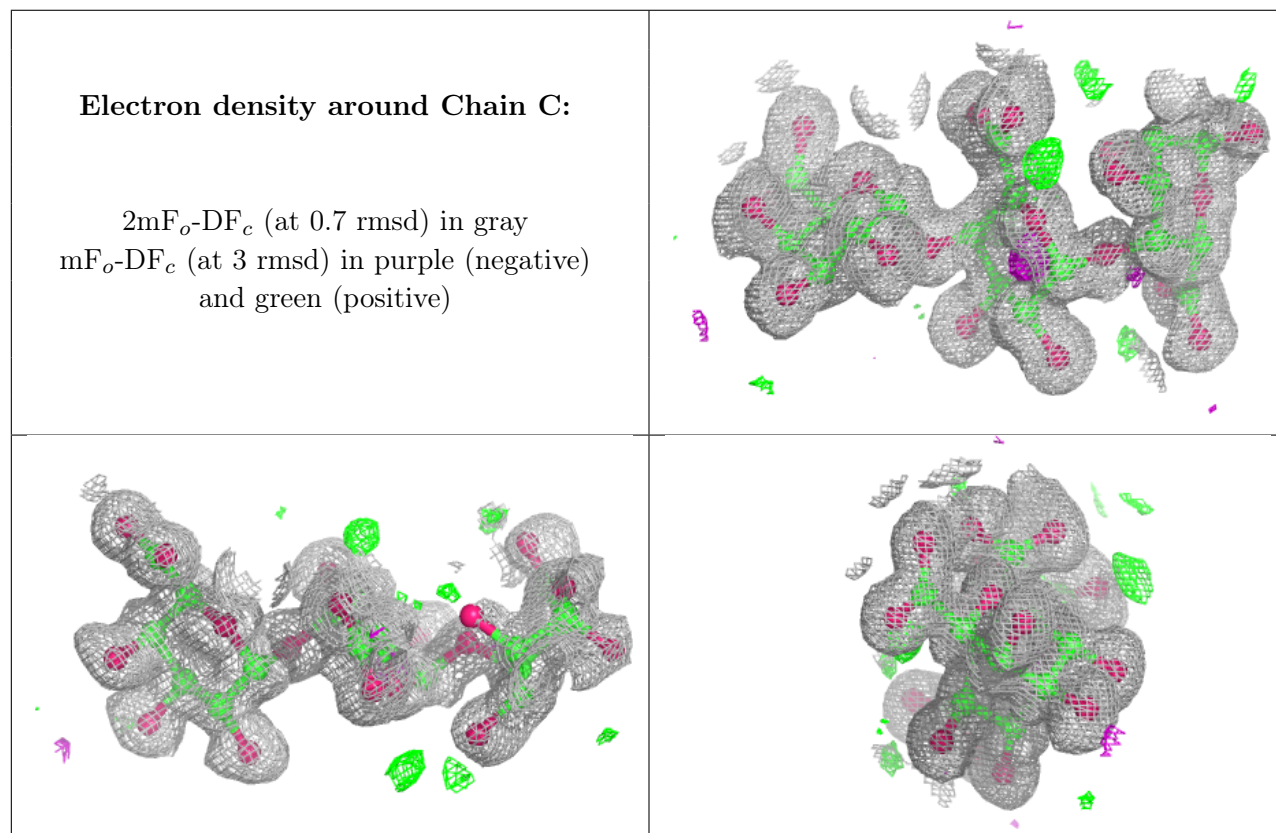 Electron density around Chain C:
2mFₒ-DF𝒸 (at 0.7 rmsd) in gray
mFₒ-DF𝒸 (at 3 rmsd) in purple (negative)
and green (positive)